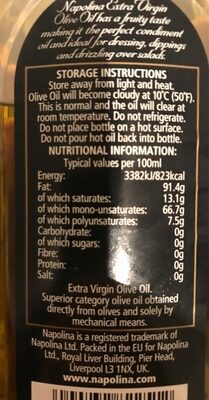 Napolina Extra Virgin
Olive Oil has a fruity taste
making it the perfect condiment
oil and ideal for dressing, dippings
and drizzling over salads.
STORAGE INSTRUCTIONS
Store away from light and heat.
Olive Oil will become cloudy at 10°C (50°F).
This is normal and the oil will clear at
room temperature. Do not refrigerate.
Do not place bottle on a hot surface.
Do not pour hot oil back into bottle.
NUTRITIONAL INFORMATION:
Typical values per 100ml
Energy: 3382kJ/823kcal
Fat: 91.4g
of which saturates: 13.1g
of which mono-unsaturates: 66.7g
of which polyunsaturates: 7.5g
Carbohydrate: 0g
of which sugars: 0g
Fibre: 0g
Protein: 0g
Salt: 0g
Extra Virgin Olive Oil.
Superior category olive oil obtained
directly from olives and solely by
mechanical means.
Napolina is a registered trademark of
Napolina Ltd. Packed in the EU for Napolina
Ltd., Royal Liver Building, Pier Head,
Liverpool L3 1NX, UK.
www.napolina.com